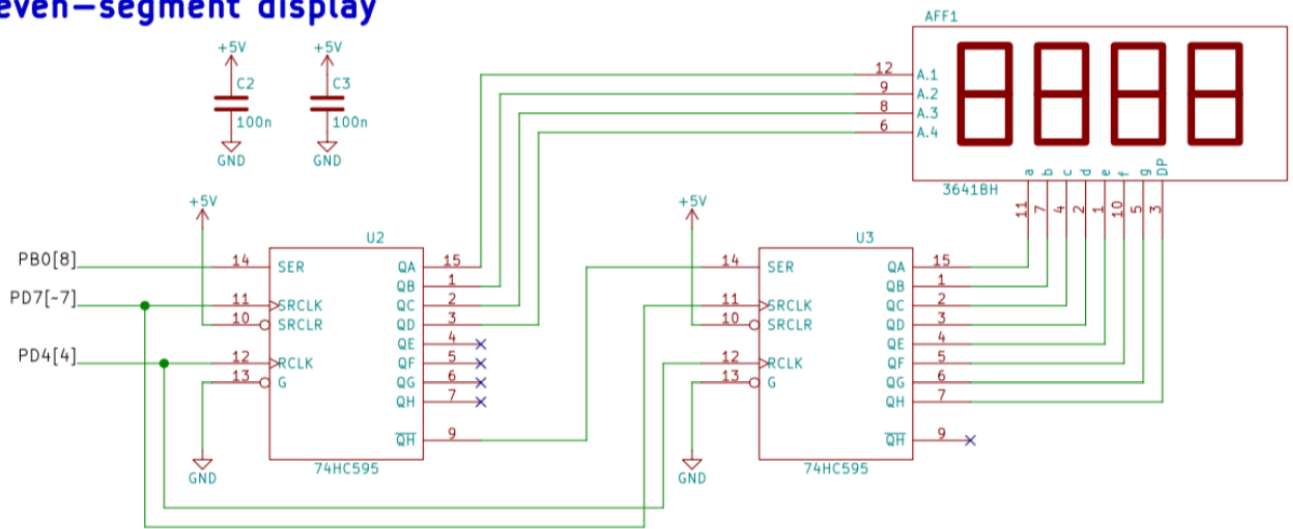 even-segment display
AFF1
+5V +5V
C2 C3
100n 100n
GND GND
12 A.1
9 A.2
8 A.3
6 A.4
a b c d e f g DP
3641BH
11 7 4 2 1 10 5 3
+5V +5V
U2 U3
PB0[8] 14 SER QA 15 14 SER QA 15
QB 1 QB 1
PD7[~7] 11 SRCLK QC 2 11 SRCLK QC 2
10 SRCLR QD 3 10 SRCLR QD 3
QE 4 QE 4
PD4[4] 12 RCLK QF 5 12 RCLK QF 5
13 G QG 6 13 G QG 6
QH 7 QH 7
QH 9 QH 9
GND 74HC595 GND 74HC595